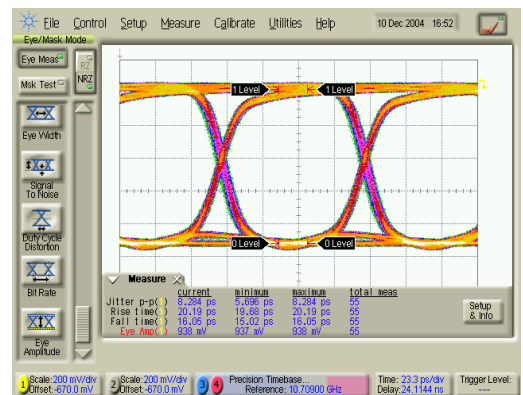 File Control Setup Measure Calibrate Utilities Help 10 Dec 2004 16:52
Eye/Mask Mode
Eye Meas
RZ
Msk Test
NRZ
1 Level 1 Level
Eye Width
Signal
To Noise
Duty Cycle
Distortion
0 Level 0 Level
Bit Rate
Measure
current minimum maximum total meas
Jitter p-p( ) 8.284 ps 5.696 ps 8.284 ps 55
Rise time( ) 20.19 ps 19.68 ps 20.19 ps 55
Fall time( ) 16.05 ps 15.02 ps 16.05 ps 55
Eye Amp( ) 938 mV 937 mV 938 mV 55
Setup
& Info
Eye
Amplitude
1 Scale:200 mV/div
Offset:-670.0 mV
2 Scale:200 mV/div
Offset:-670.0 mV
3 4 Precision Timebase...
Reference: 10.70900 GHz
Time: 23.3 ps/div
Delay:24.1144 ns
Trigger Level:
---